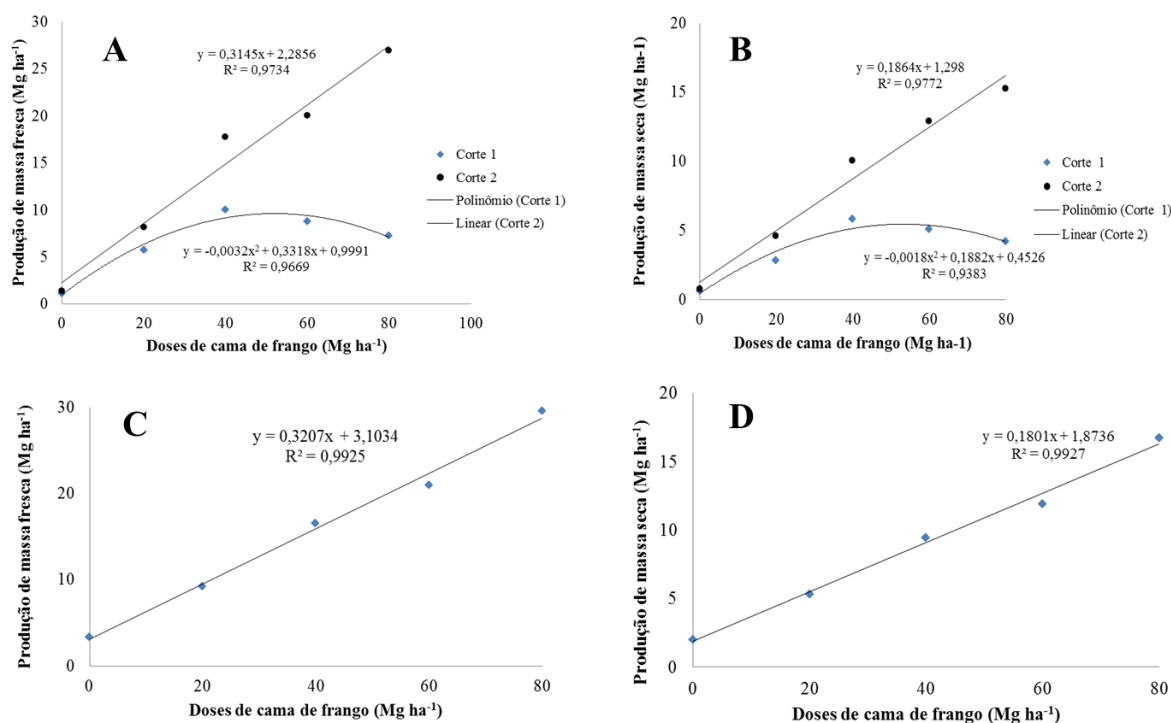 A
Produção de massa fresca (Mg ha⁻¹)
30
25
20
15
10
5
0
y = 0,3145x + 2,2856
R² = 0,9734
y = -0,0032x² + 0,3318x + 0,9991
R² = 0,9669
Corte 1
Corte 2
Polinômio (Corte 1)
Linear (Corte 2)
0 20 40 60 80 100
Doses de cama de frango (Mg ha⁻¹)
B
Produção de massa seca (Mg ha-1)
20
15
10
5
0
y = 0,1864x + 1,298
R² = 0,9772
y = -0,0018x² + 0,1882x + 0,4526
R² = 0,9383
Corte 1
Corte 2
Polinômio (Corte 1)
Linear (Corte 2)
0 20 40 60 80
Doses de cama de frango (Mg ha-1)
C
Produção de massa fresca (Mg ha⁻¹)
30
20
10
0
y = 0,3207x + 3,1034
R² = 0,9925
0 20 40 60 80
Doses de cama de frango (Mg ha⁻¹)
D
Produção de massa seca (Mg ha⁻¹)
20
15
10
5
0
y = 0,1801x + 1,8736
R² = 0,9927
0 20 40 60 80
Doses de cama de frango (Mg ha⁻¹)